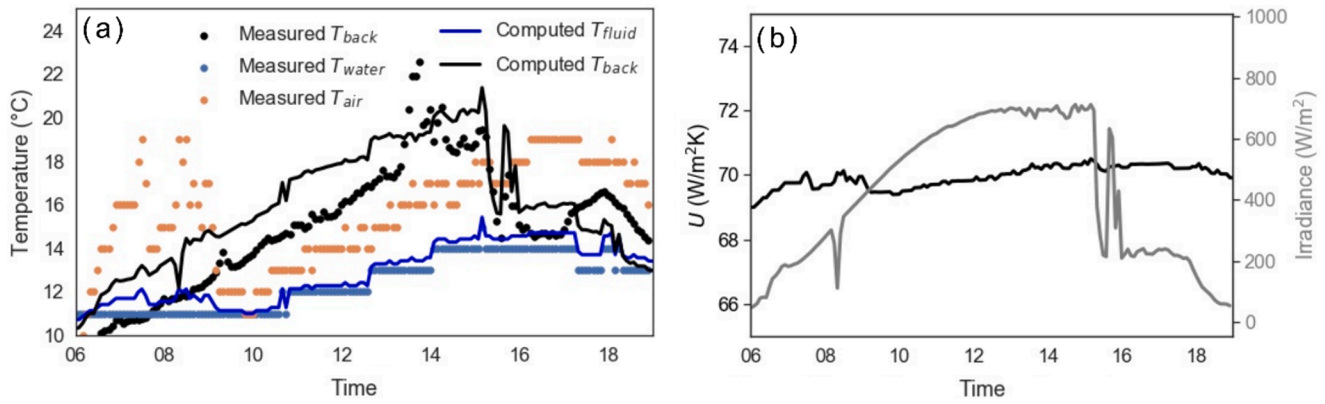 (a)
Measured T_back
Measured T_water
Measured T_air
Computed T_fluid
Computed T_back
Temperature (°C)
24
22
20
18
16
14
12
10
06
08
10
12
14
16
18
Time
(b)
U (W/m²K)
74
72
70
68
66
1000
800
600
400
200
0
Irradiance (W/m²)
06
08
10
12
14
16
18
Time